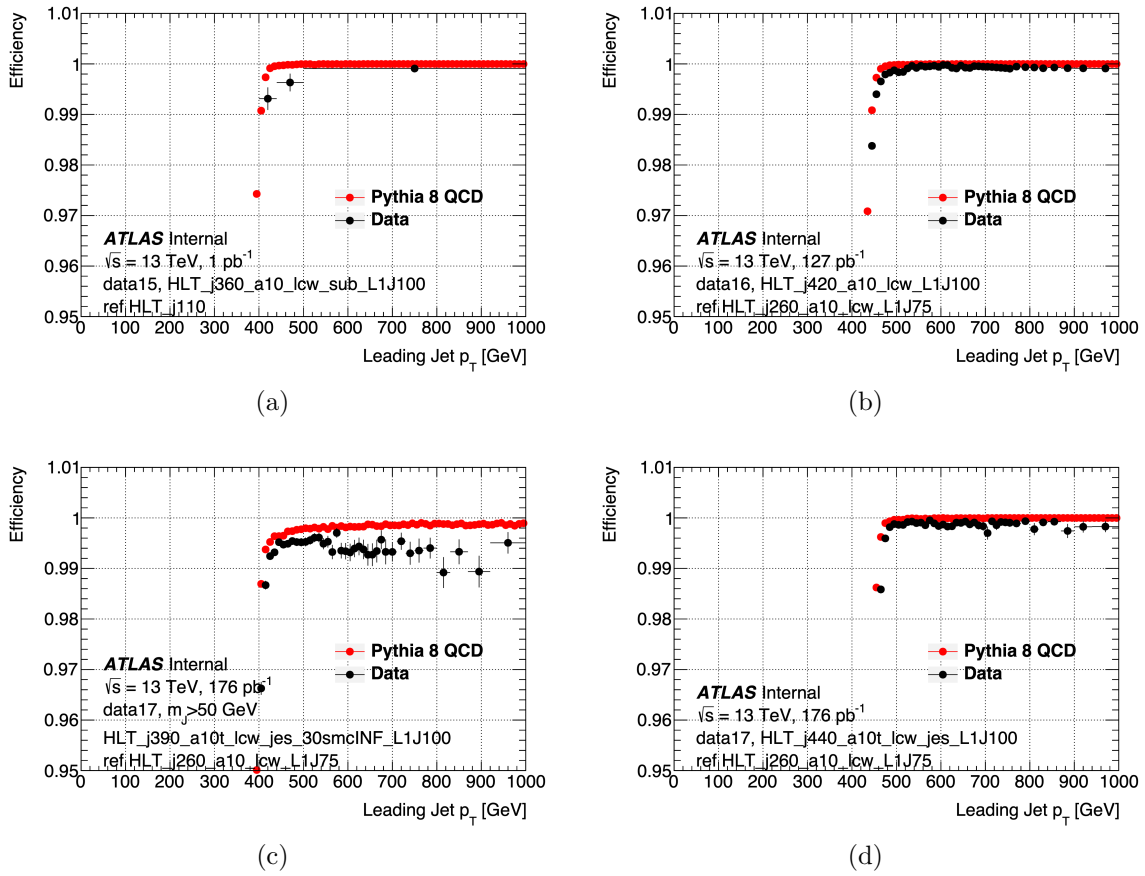 Efficiency
1.01
1
0.99
0.98
0.97
0.96
0.95
Pythia 8 QCD
Data
ATLAS Internal
√s = 13 TeV, 1 pb⁻¹
data15, HLT_j360_a10_lcw_sub_L1J100
ref HLT_j110
0 100 200 300 400 500 600 700 800 900 1000
Leading Jet p_T [GeV]
(a)
Efficiency
1.01
1
0.99
0.98
0.97
0.96
0.95
Pythia 8 QCD
Data
ATLAS Internal
√s = 13 TeV, 127 pb⁻¹
data16, HLT_j420_a10_lcw_L1J100
ref HLT_j260_a10_lcw_L1J75
0 100 200 300 400 500 600 700 800 900 1000
Leading Jet p_T [GeV]
(b)
Efficiency
1.01
1
0.99
0.98
0.97
0.96
0.95
Pythia 8 QCD
Data
ATLAS Internal
√s = 13 TeV, 176 pb⁻¹
data17, m_J>50 GeV
HLT_j390_a10t_lcw_jes_30smcINF_L1J100
ref HLT_j260_a10_lcw_L1J75
0 100 200 300 400 500 600 700 800 900 1000
Leading Jet p_T [GeV]
(c)
Efficiency
1.01
1
0.99
0.98
0.97
0.96
0.95
Pythia 8 QCD
Data
ATLAS Internal
√s = 13 TeV, 176 pb⁻¹
data17, HLT_j440_a10t_lcw_jes_L1J100
ref HLT_j260_a10_lcw_L1J75
0 100 200 300 400 500 600 700 800 900 1000
Leading Jet p_T [GeV]
(d)